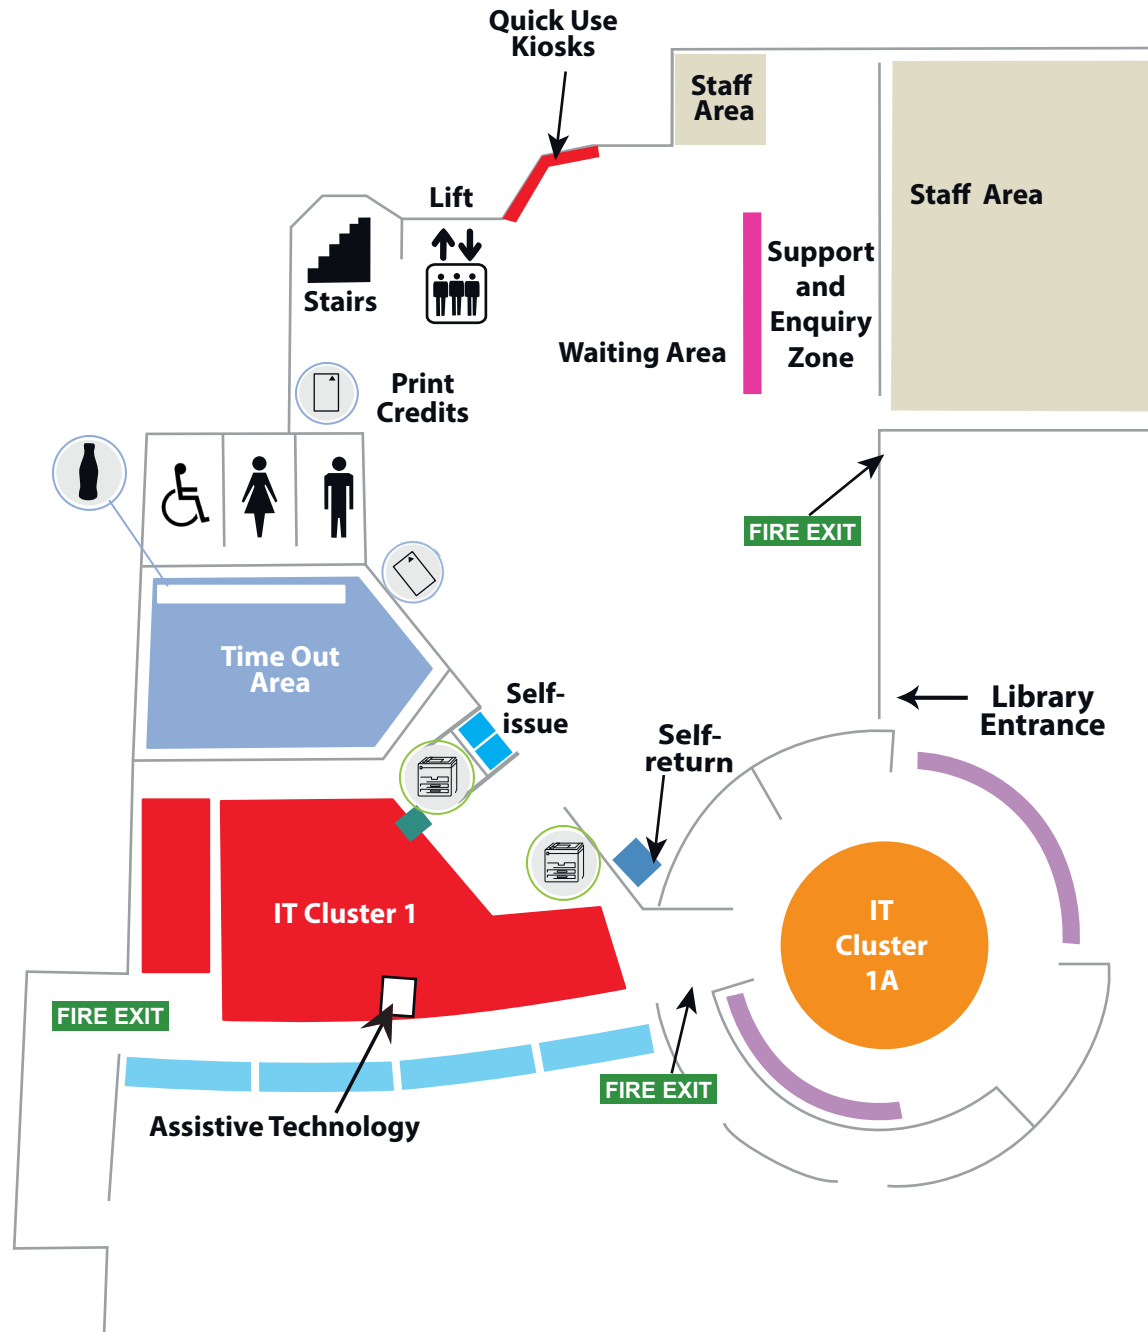 Quick Use
Kiosks
Staff
Area
Staff Area
Lift
Stairs
Support
and
Enquiry
Zone
Waiting Area
Print
Credits
FIRE EXIT
Time Out
Area
Self-
issue
Library
Entrance
Self-
return
IT Cluster 1
IT
Cluster
1A
FIRE EXIT
FIRE EXIT
Assistive Technology